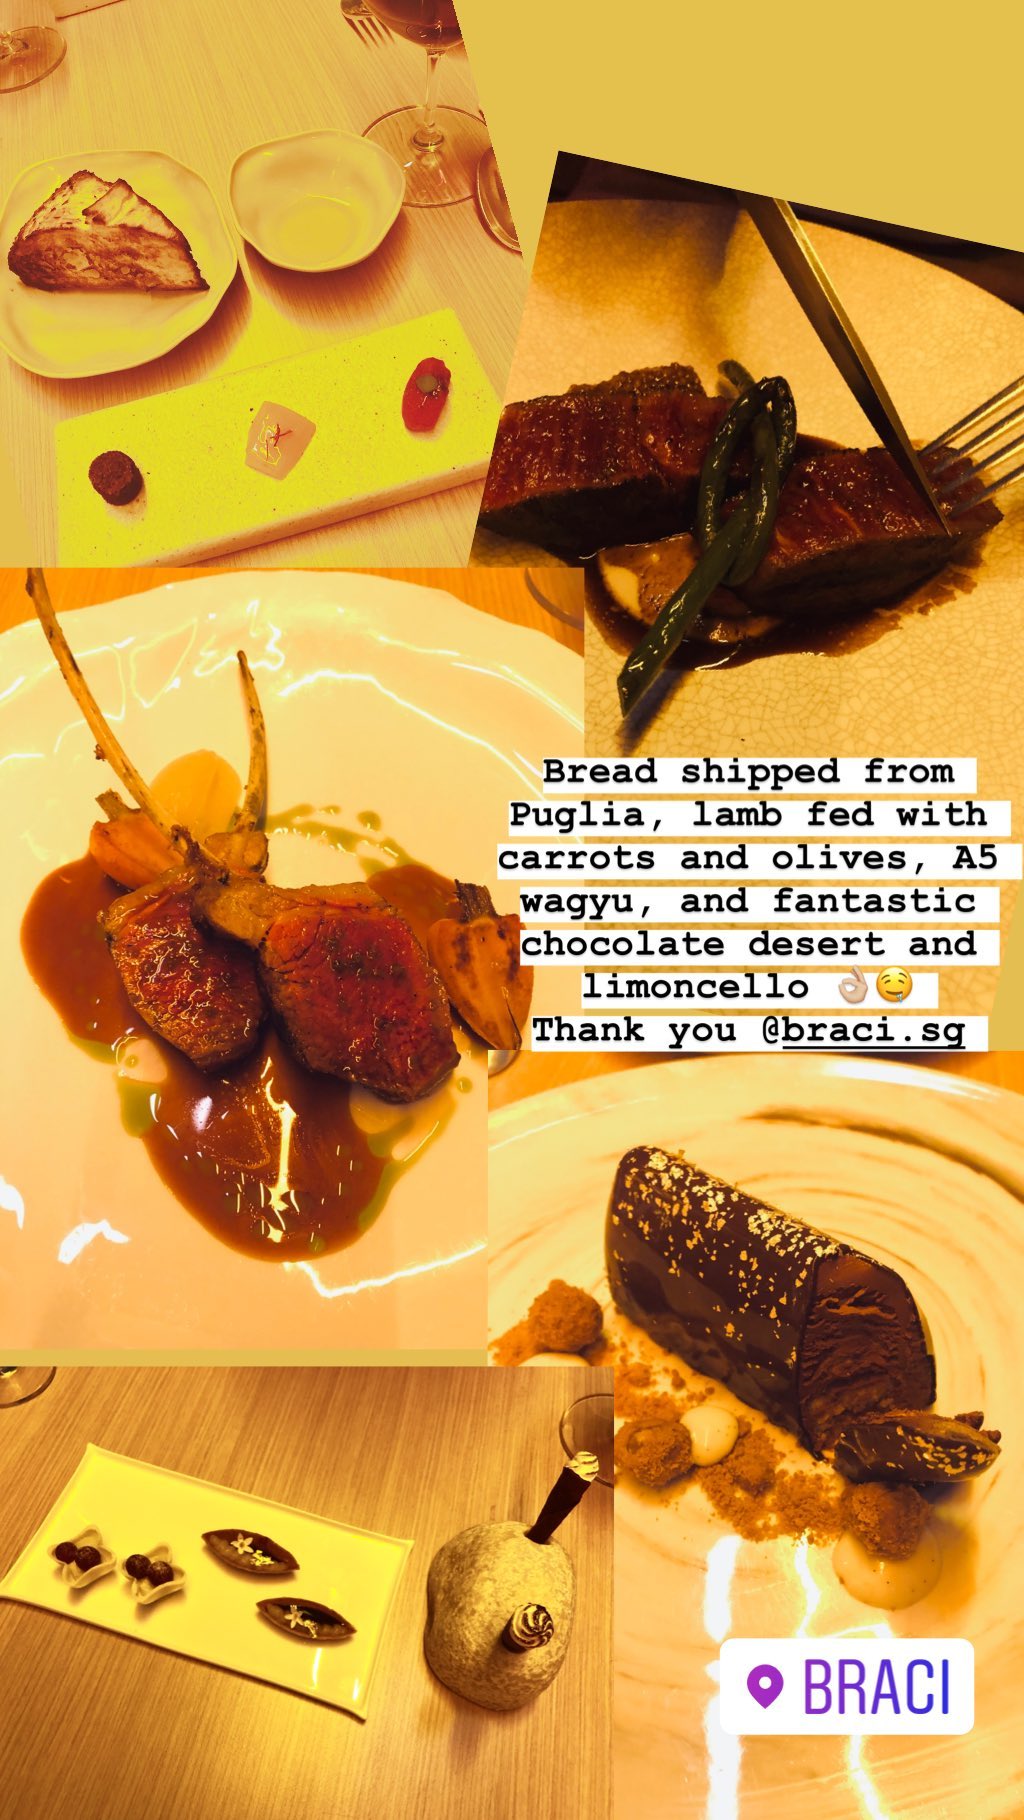 Bread shipped from
Puglia, lamb fed with
carrots and olives, A5
wagyu, and fantastic
chocolate desert and
limoncello 👌🏼🤤
Thank you @braci.sg
BRACI